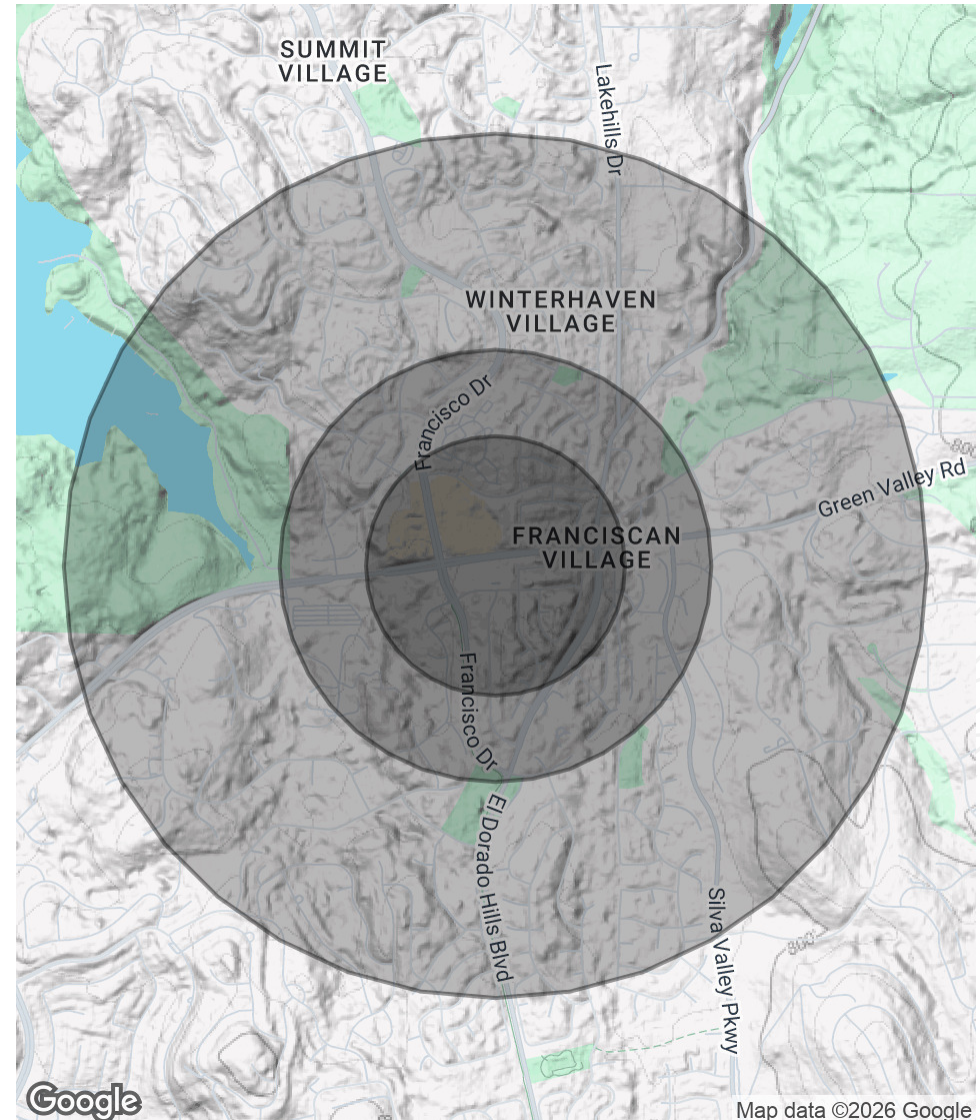 SUMMIT
VILLAGE
Lakehills Dr
WINTERHAVEN
VILLAGE
Francisco Dr
Green Valley Rd
FRANCISCAN
VILLAGE
Francisco Dr
El Dorado Hills Blvd
Silva Valley Pkwy
800
Google
Map data ©2026 Google